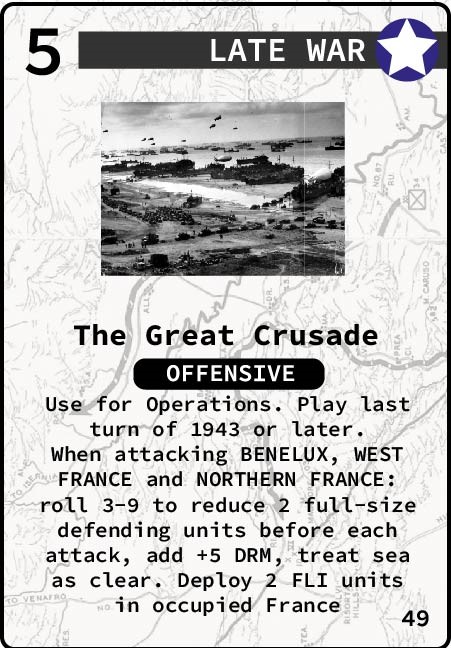 5
LATE WAR
The Great Crusade
OFFENSIVE
Use for Operations. Play last
turn of 1943 or later.
When attacking BENELUX, WEST
FRANCE and NORTHERN FRANCE:
roll 3-9 to reduce 2 full-size
defending units before each
attack, add +5 DRM, treat sea
as clear. Deploy 2 FLI units
in occupied France
49
TO VENAFRO